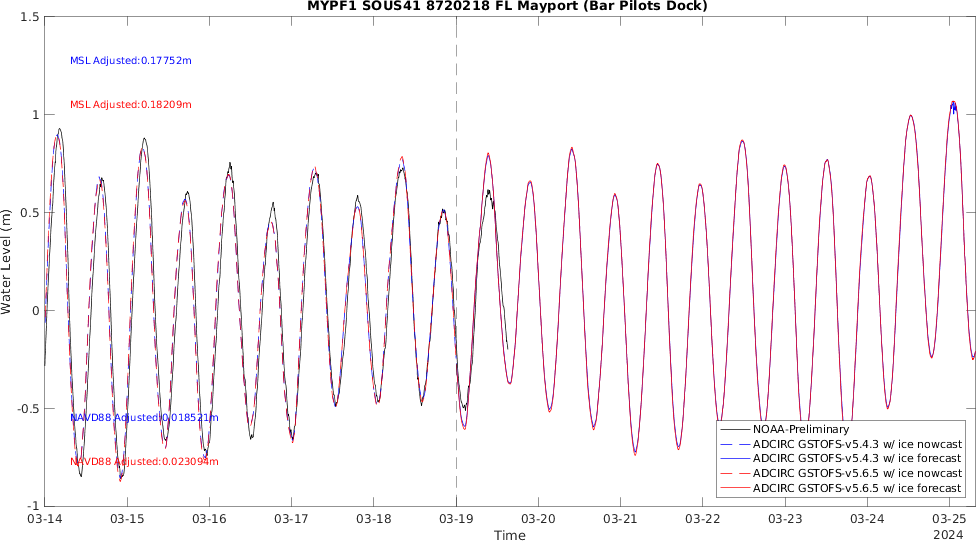 MYPF1 SOUS41 8720218 FL Mayport (Bar Pilots Dock)
1.5
1
0.5
0
-0.5
-1
Water Level (m)
MSL Adjusted:0.17752m
MSL Adjusted:0.18209m
NAVD88 Adjusted:0.018521m
NAVD88 Adjusted:0.023094m
NOAA-Preliminary
ADCIRC GSTOFS-v5.4.3 w/ ice nowcast
ADCIRC GSTOFS-v5.4.3 w/ ice forecast
ADCIRC GSTOFS-v5.6.5 w/ ice nowcast
ADCIRC GSTOFS-v5.6.5 w/ ice forecast
03-14 03-15 03-16 03-17 03-18 03-19 03-20 03-21 03-22 03-23 03-24 03-25
2024
Time